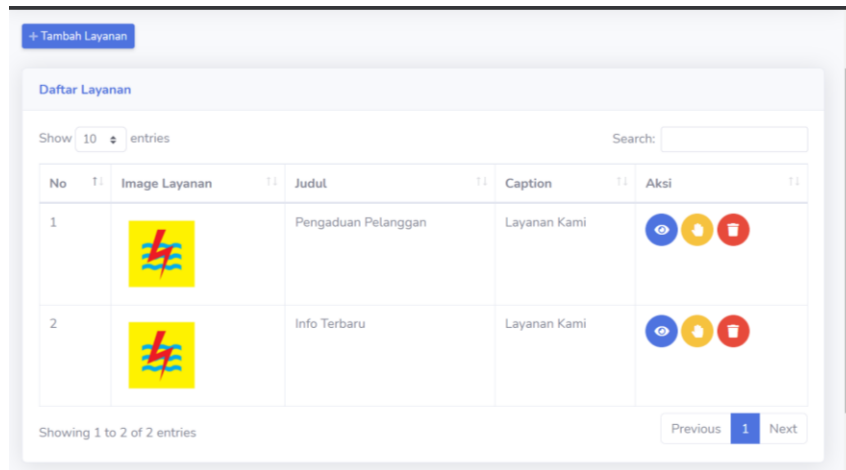 + Tambah Layanan
Daftar Layanan
Show 10 entries Search:
No Image Layanan Judul Caption Aksi
1 Pengaduan Pelanggan Layanan Kami
2 Info Terbaru Layanan Kami
Showing 1 to 2 of 2 entries Previous 1 Next